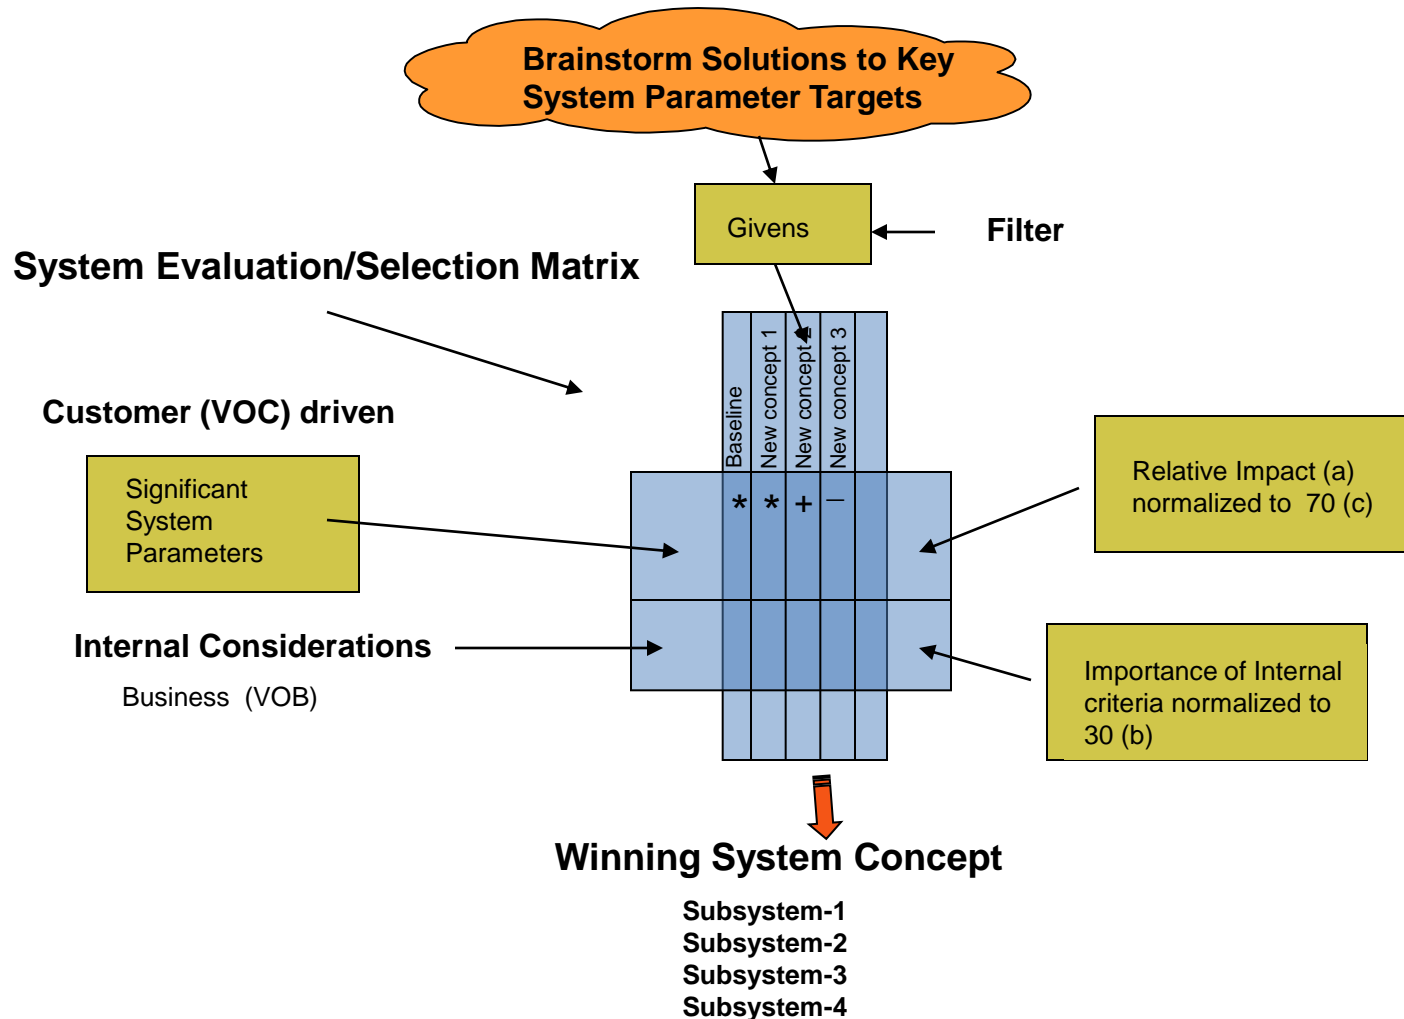 Brainstorm Solutions to Key
System Parameter Targets
Givens
Filter
System Evaluation/Selection Matrix
Baseline
New concept 1
New concept 2
New concept 3
Customer (VOC) driven
Significant
System
Parameters
* * + –
Relative Impact (a)
normalized to 70 (c)
Internal Considerations
Business (VOB)
Importance of Internal
criteria normalized to
30 (b)
Winning System Concept
Subsystem-1
Subsystem-2
Subsystem-3
Subsystem-4